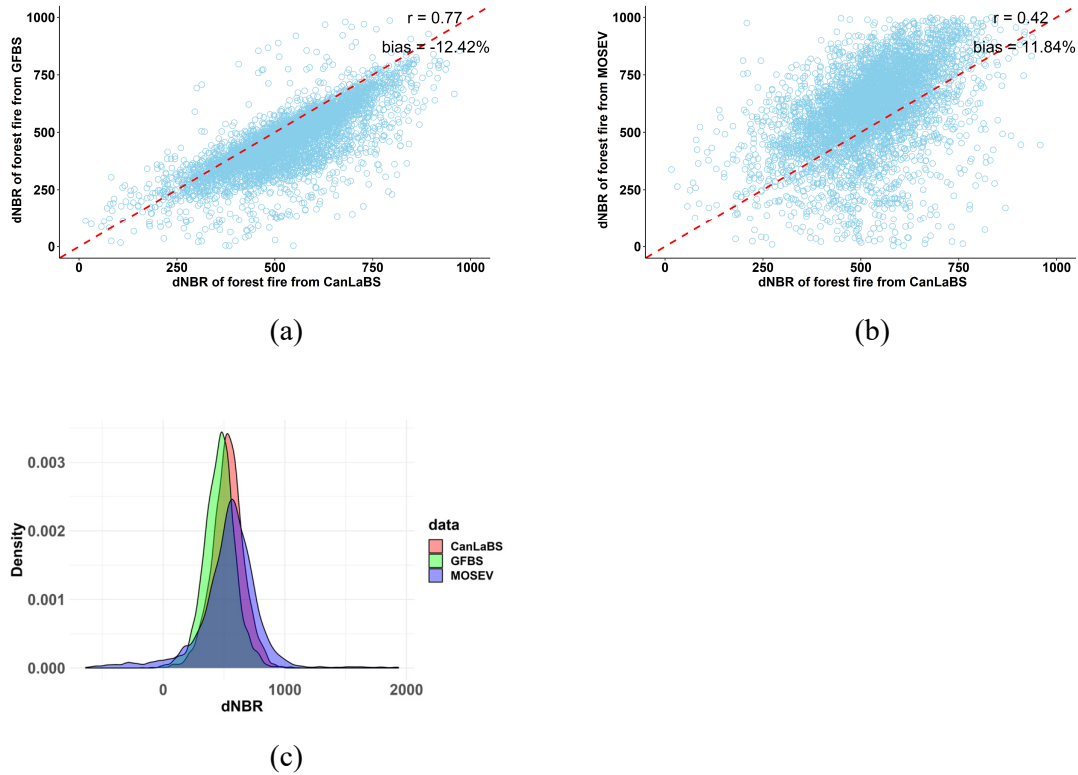 1000
750
500
250
0
dNBR of forest fire from GFBS
r = 0.77
bias = -12.42%
0
250
500
750
1000
dNBR of forest fire from CanLaBS
(a)
1000
750
500
250
0
dNBR of forest fire from MOSEV
r = 0.42
bias = 11.84%
0
250
500
750
1000
dNBR of forest fire from CanLaBS
(b)
0.003
0.002
0.001
0.000
Density
0
1000
2000
dNBR
data
CanLaBS
GFBS
MOSEV
(c)